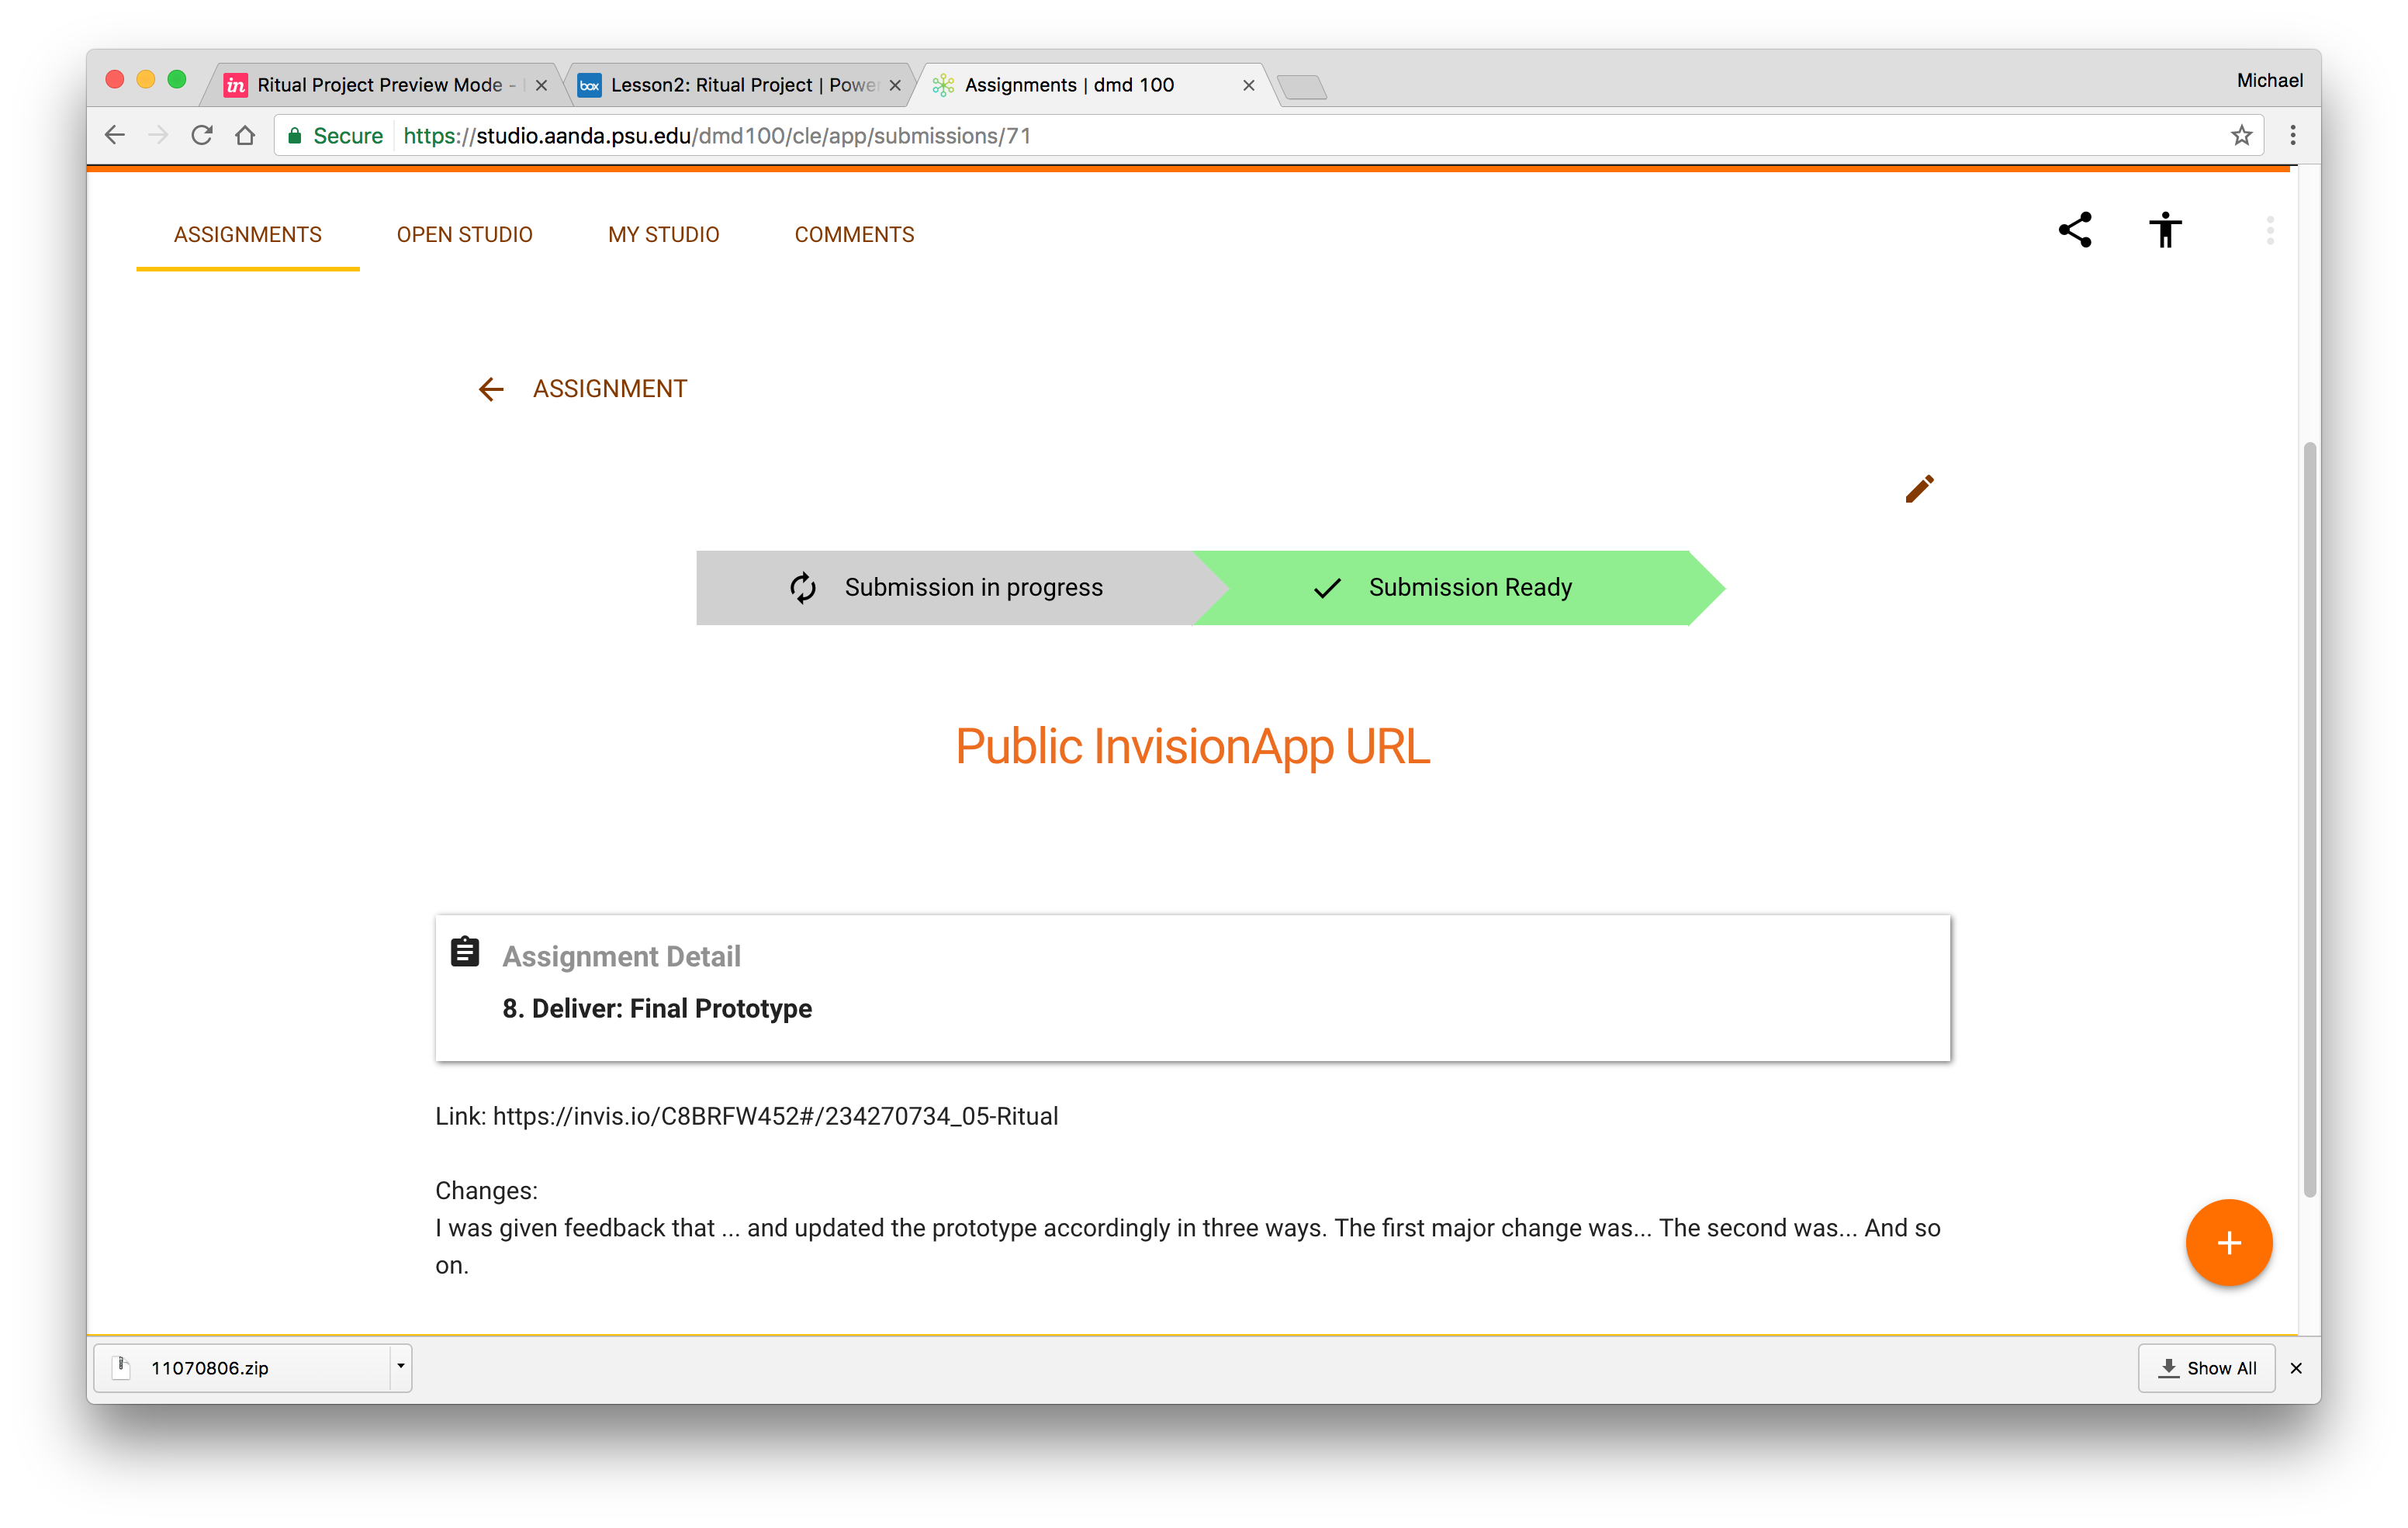 in Ritual Project Preview Mode -
box Lesson2: Ritual Project | Power
Assignments | dmd 100
Michael
Secure https://studio.aanda.psu.edu/dmd100/cle/app/submissions/71
ASSIGNMENTS OPEN STUDIO MY STUDIO COMMENTS
ASSIGNMENT
Submission in progress
Submission Ready
Public InvisionApp URL
Assignment Detail
8. Deliver: Final Prototype
Link: https://invis.io/C8BRFW452#/234270734_05-Ritual
Changes:
I was given feedback that ... and updated the prototype accordingly in three ways. The first major change was... The second was... And so
on.
11070806.zip
Show All